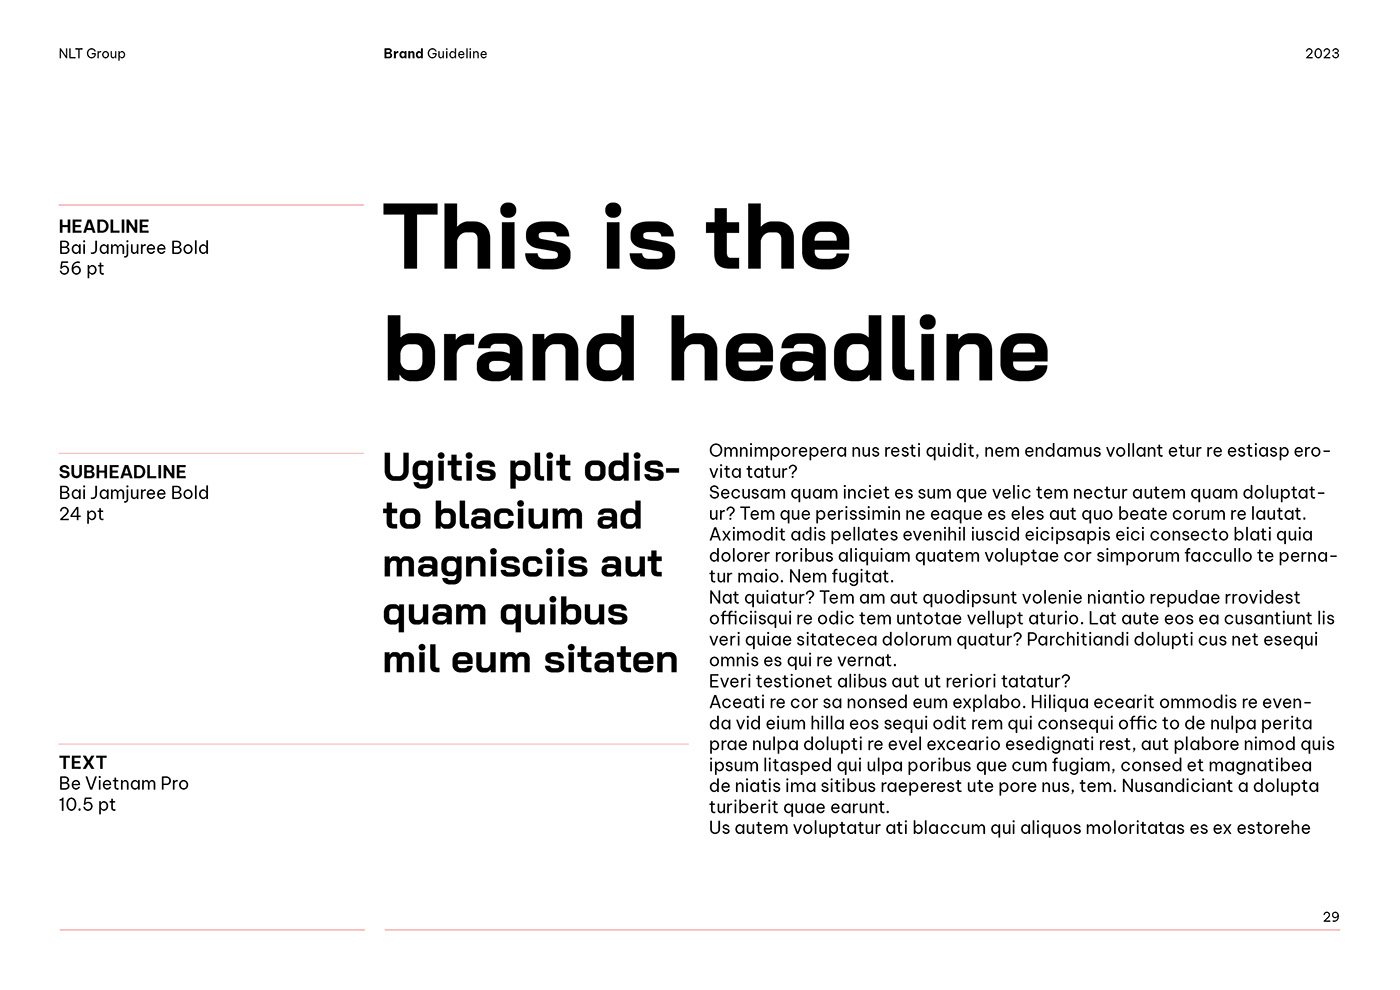 NLT Group
Brand Guideline
2023
HEADLINE
Bai Jamjuree Bold
56 pt
This is the
brand headline
SUBHEADLINE
Bai Jamjuree Bold
24 pt
Ugitis plit odis-
to blacium ad
magnisciis aut
quam quibus
mil eum sitaten
TEXT
Be Vietnam Pro
10.5 pt
Omnimporepera nus resti quidit, nem endamus vollant etur re estiasp ero-
vita tatur?
Secusam quam inciet es sum que velic tem nectur autem quam doluptat-
ur? Tem que perissimin ne eaque es eles aut quo beate corum re lautat.
Aximodit adis pellates evenihil iuscid eicipsapis eici consecto blati quia
dolorer roribus aliquiam quatem voluptae cor simporum faccullo te perna-
tur maio. Nem fugitat.
Nat quiatur? Tem am aut quodipsunt volenie niantio repudae rrovidest
officiisqui re odic tem untotae vellupt aturio. Lat aute eos ea cusantiunt lis
veri quiae sitatecea dolorum quatur? Parchitiandi dolupti cus net esequi
omnis es qui re vernat.
Everi testionet alibus aut ut reriori tatatur?
Aceati re cor sa nonsed eum explabo. Hiliqua ecearit ommodis re even-
da vid eium hilla eos sequi odit rem qui consequi offic to de nulpa perita
prae nulpa dolupti re evel exceario esedignati rest, aut plabore nimod quis
ipsum litasped qui ulpa poribus que cum fugiam, consed et magnatibea
de niatis ima sitibus raeperest ute pore nus, tem. Nusandiciant a dolupta
turiberit quae earunt.
Us autem voluptatur ati blaccum qui aliquos moloritatas es ex estorehe
29